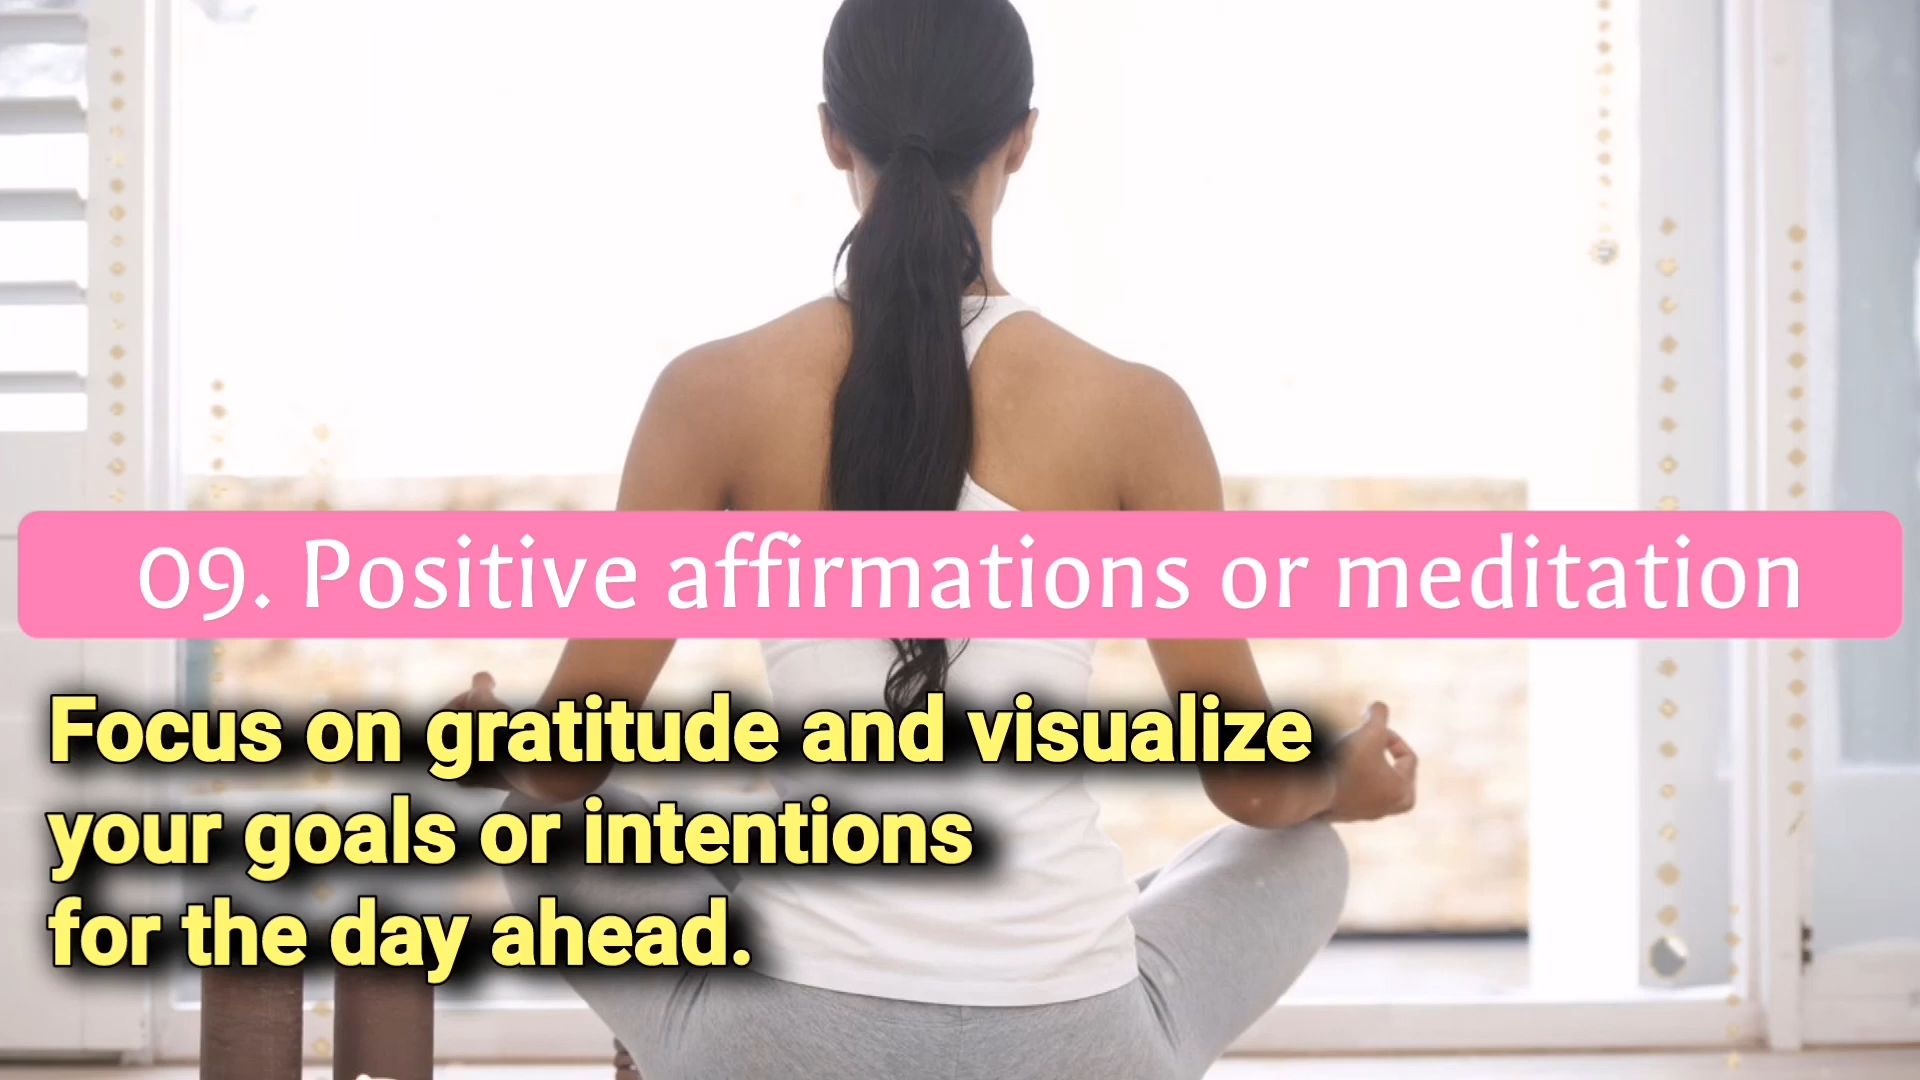 09. Positive affirmations or meditation
Focus on gratitude and visualize
your goals or intentions
for the day ahead.